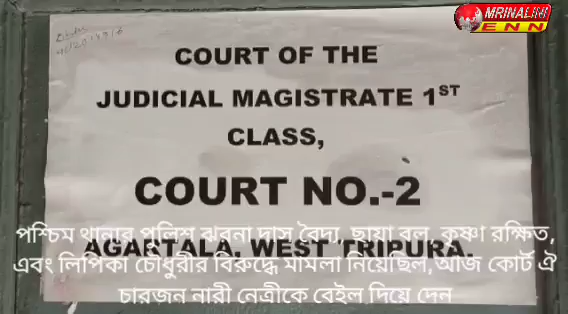 MRINALINI
ENN
COURT OF THE
JUDICIAL MAGISTRATE 1ST
CLASS,
COURT NO.-2
AGARTALA, WEST TRIPURA.
পশ্চিম থানার পুলিশ ঝরনা দাস বৈদ্য, ছায়া বল, কৃষ্ণা রক্ষিত,
এবং লিপিকা চৌধুরীর বিরুদ্ধে মামলা নিয়েছিল,আজ কোর্ট ঐ
চারজন নারী নেত্রীকে বেইল দিয়ে দেন